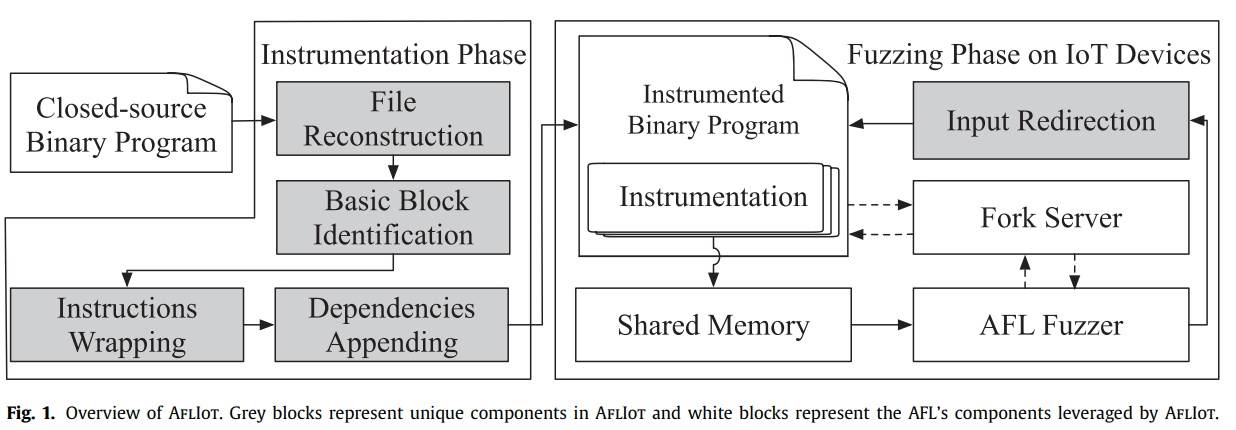 Instrumentation Phase
Closed-source
Binary Program
File
Reconstruction
Basic Block
Identification
Instructions
Wrapping
Dependencies
Appending
Fuzzing Phase on IoT Devices
Instrumented
Binary Program
Instrumentation
Input Redirection
Fork Server
Shared Memory
AFL Fuzzer
Fig. 1. Overview of AFLIOT. Grey blocks represent unique components in AFLIOT and white blocks represent the AFL's components leveraged by AFLIOT.